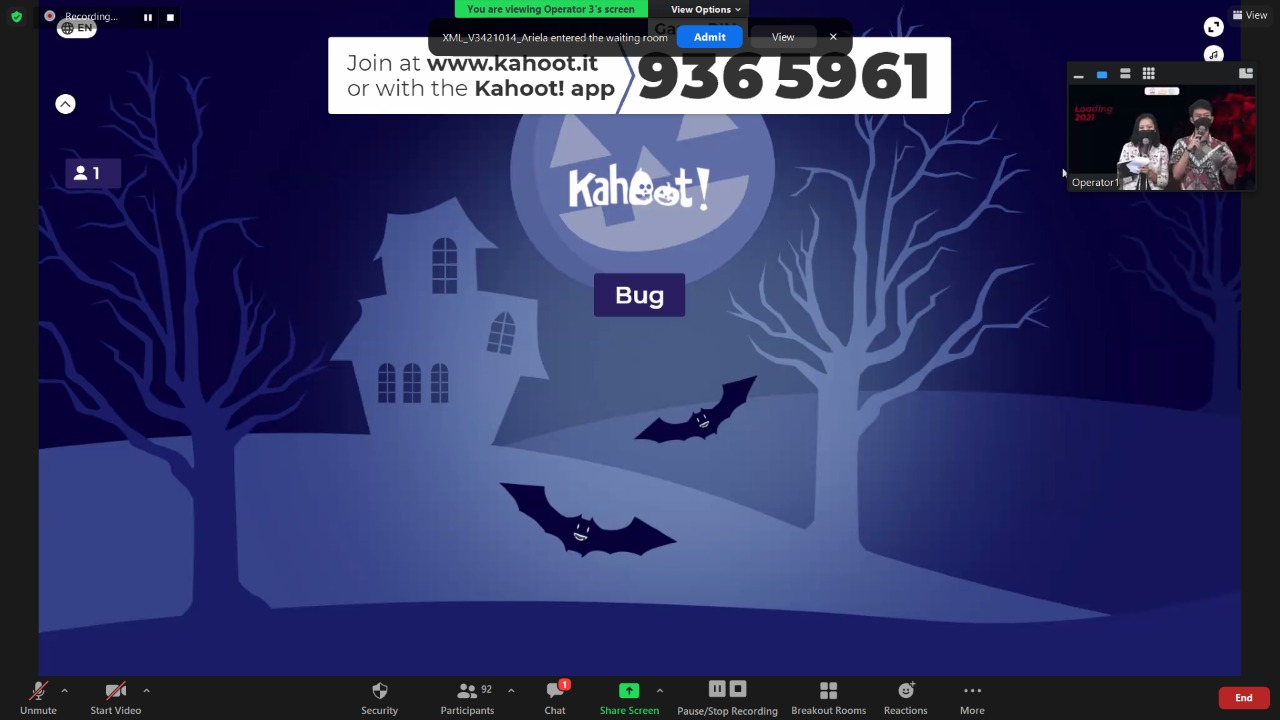 Recording...
You are viewing Operator 3's screen
View Options
View
EN
XML_V3421014_Ariela entered the waiting room
Admit
View
Join at www.kahoot.it
or with the Kahoot! app
936 5961
Loading
2021
Operator1
1
Kahoot!
Bug
Unmute
Start Video
Security
92
Participants
1
Chat
Share Screen
Pause/Stop Recording
Breakout Rooms
Reactions
More
End